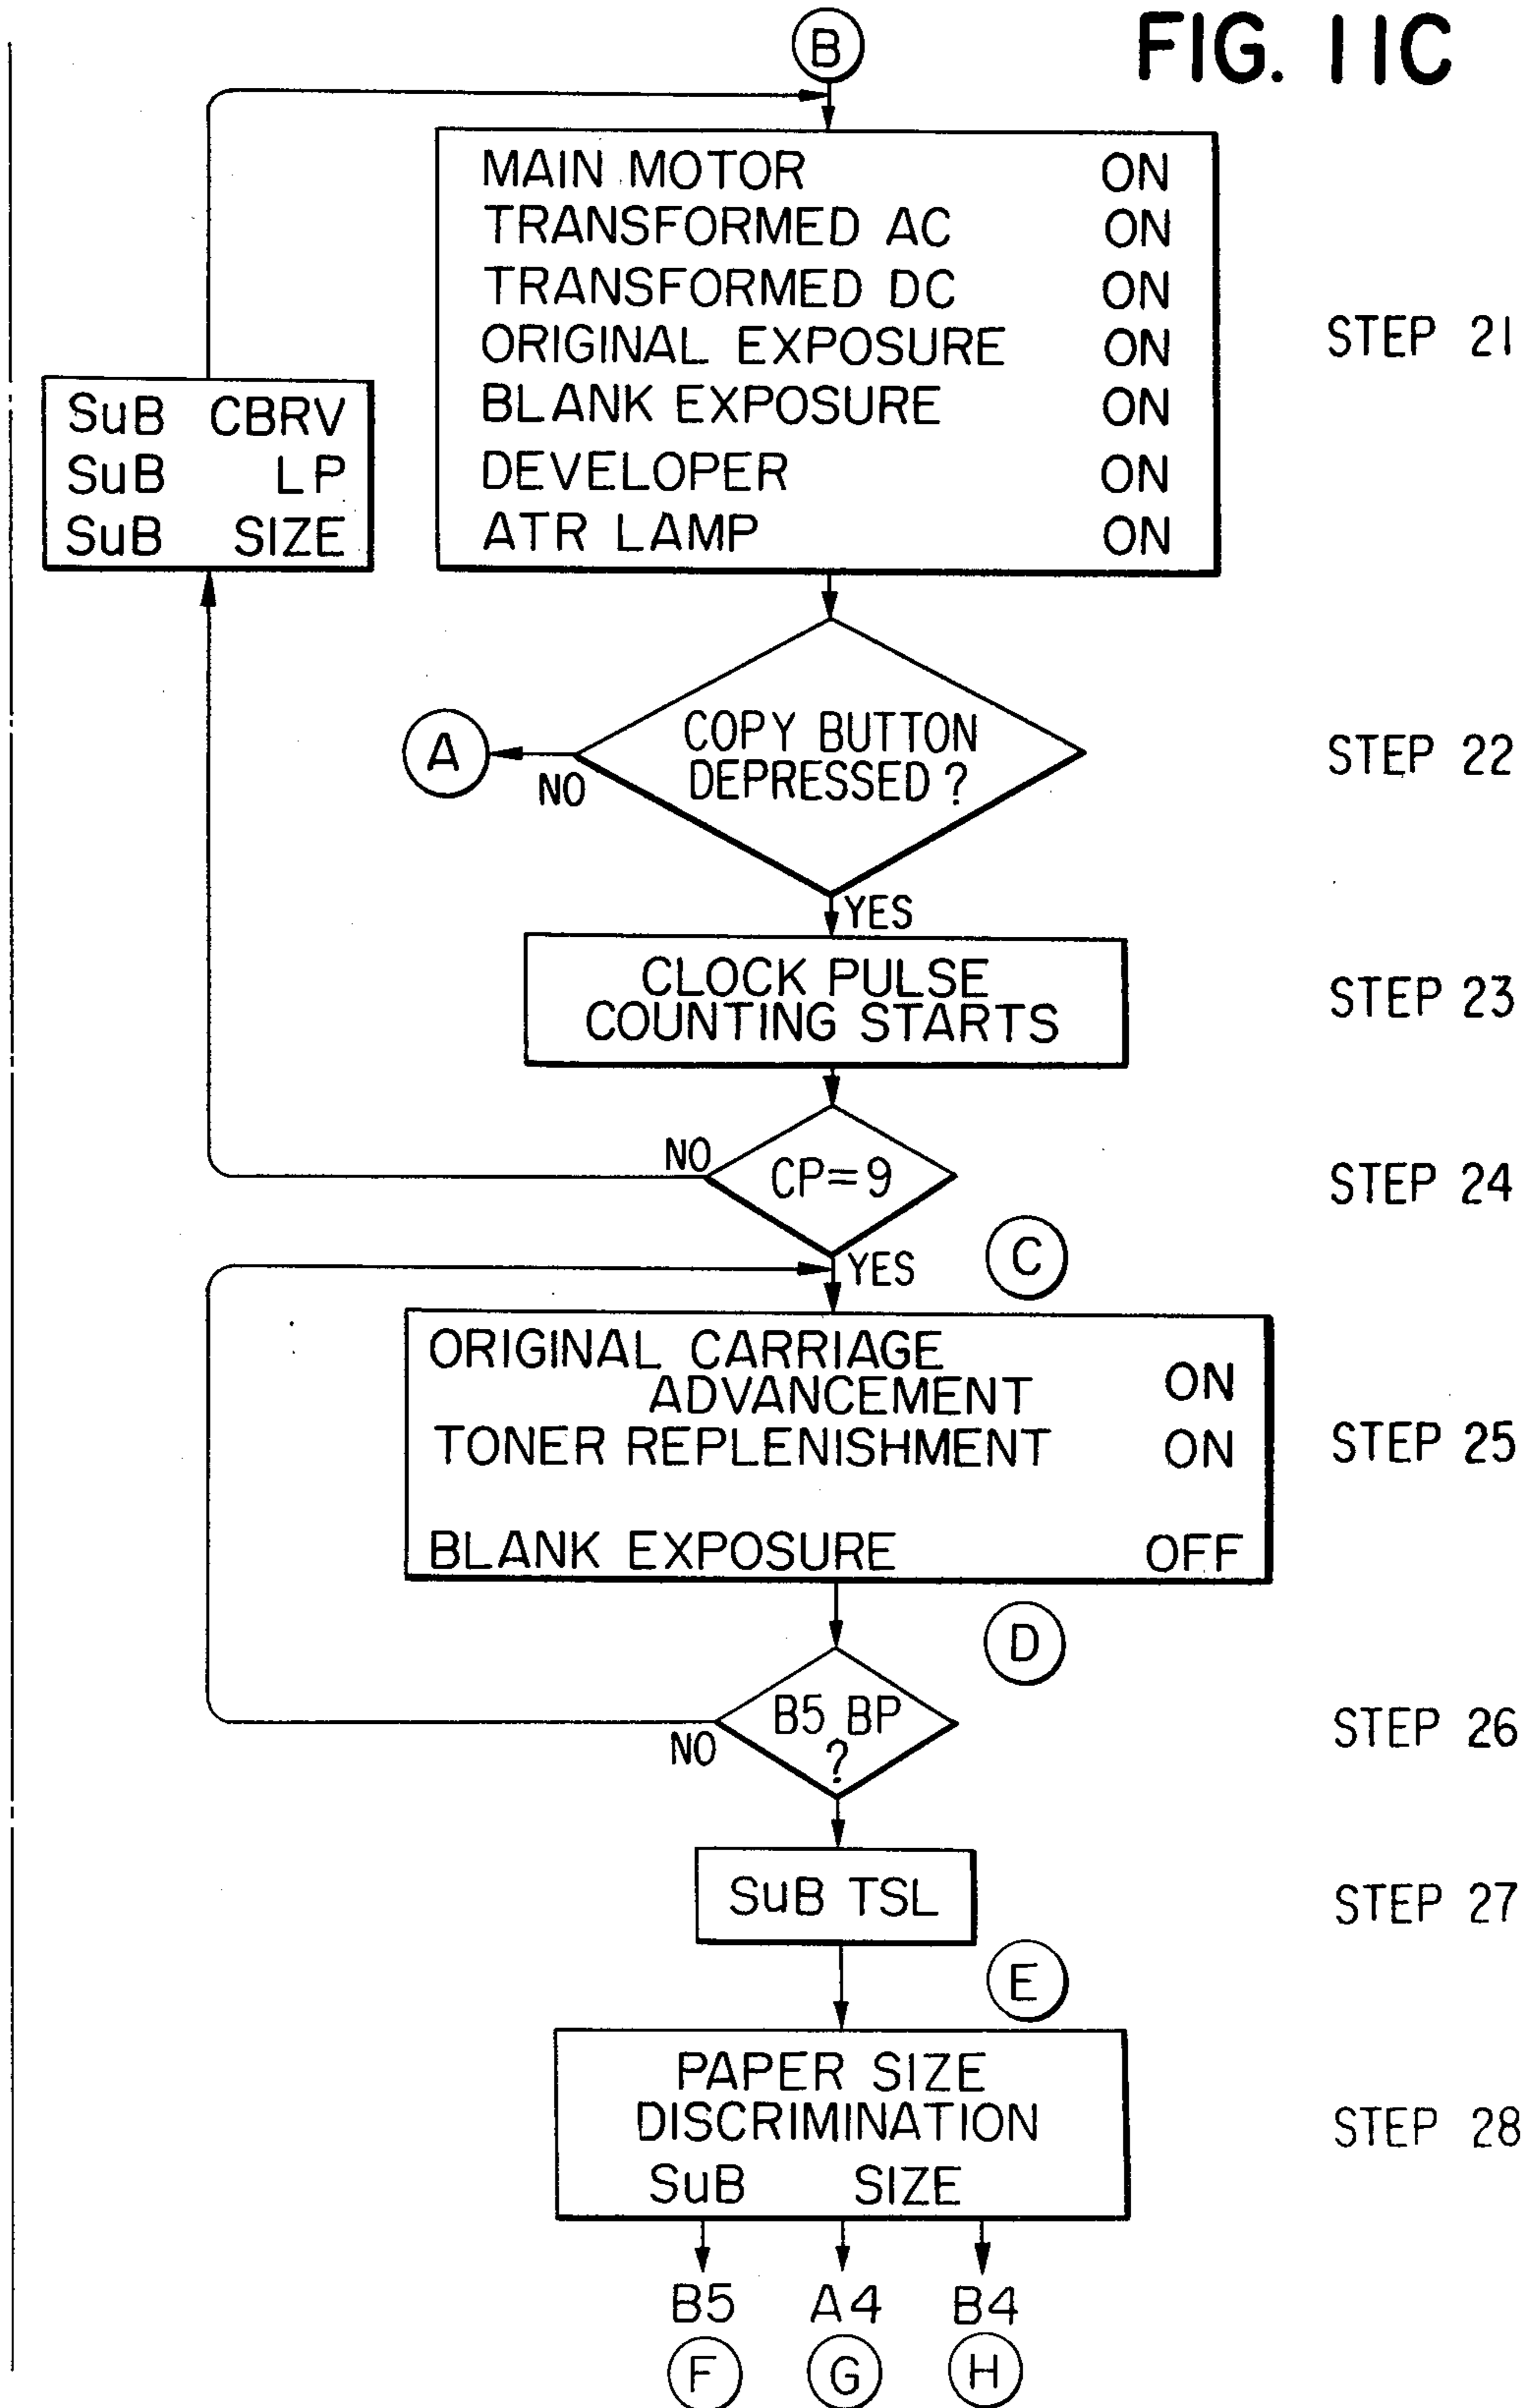 FIG. 11C
B
MAIN MOTOR ON
TRANSFORMED AC ON
TRANSFORMED DC ON
ORIGINAL EXPOSURE ON
BLANK EXPOSURE ON
DEVELOPER ON
ATR LAMP ON
STEP 21
SuB CBRV
SuB LP
SuB SIZE
COPY BUTTON
DEPRESSED ?
A
NO
STEP 22
YES
CLOCK PULSE
COUNTING STARTS
STEP 23
NO
CP=9
STEP 24
YES
C
ORIGINAL CARRIAGE
ADVANCEMENT ON
TONER REPLENISHMENT ON
BLANK EXPOSURE OFF
STEP 25
D
B5 BP
?
NO
STEP 26
SuB TSL
STEP 27
E
PAPER SIZE
DISCRIMINATION
SuB SIZE
STEP 28
B5 A4 B4
F G H